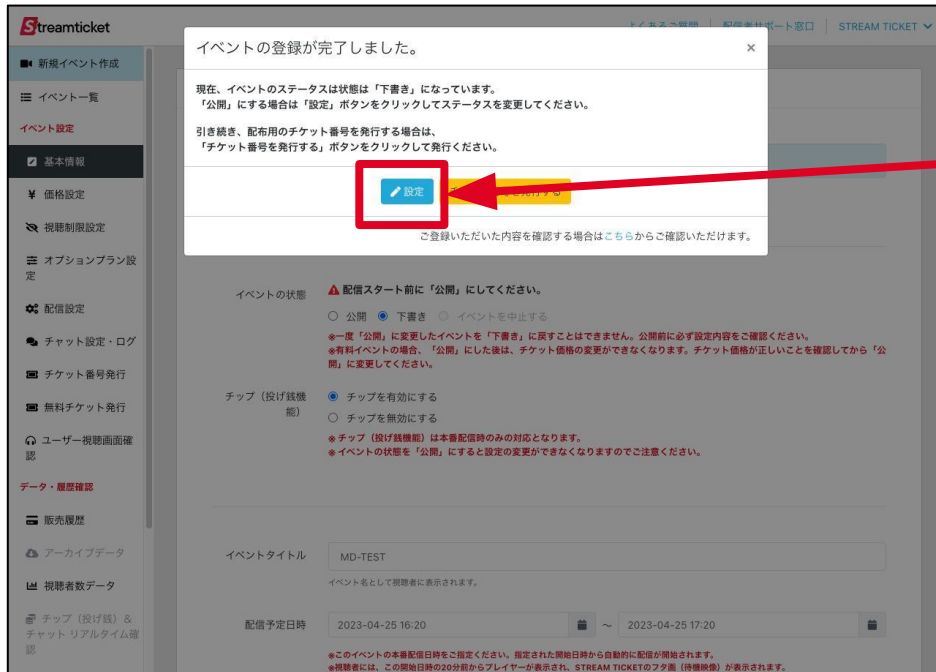 Streamticket
よくあるご質問
配信者サポート窓口
STREAM TICKET
新規イベント作成
イベント一覧
イベント設定
基本情報
価格設定
視聴制限設定
オプションプラン設
定
配信設定
チャット設定・ログ
チケット番号発行
無料チケット発行
ユーザー視聴画面確
認
データ・履歴確認
販売履歴
アーカイブデータ
視聴者数データ
チップ（投げ銭）&
チャット リアルタイム確
認
イベントの登録が完了しました。
×
現在、イベントのステータスは状態は「下書き」になっています。
「公開」にする場合は「設定」ボタンをクリックしてステータスを変更してください。
引き続き、配布用のチケット番号を発行する場合は、
「チケット番号を発行する」ボタンをクリックして発行ください。
設定
発行する
ご登録いただいた内容を確認する場合はこちらからご確認いただけます。
イベントの状態
配信スタート前に「公開」にしてください。
公開 下書き イベントを中止する
※一度「公開」に変更したイベントを「下書き」に戻すことはできません。公開前に必ず設定内容をご確認ください。
※有料イベントの場合、「公開」にした後は、チケット価格の変更ができなくなります。チケット価格が正しいことを確認してから「公
開」に変更してください。
チップ（投げ銭機
能）
チップを有効にする
チップを無効にする
※ チップ（投げ銭機能）は本番配信時のみの対応となります。
※ イベントの状態を「公開」にすると設定の変更ができなくなりますのでご注意ください。
イベントタイトル
MD-TEST
イベント名として視聴者に表示されます。
配信予定日時
2023-04-25 16:20 ～ 2023-04-25 17:20
※このイベントの本番配信日時をご指定ください。指定された開始日時から自動的に配信が開始されます。
※視聴者には、この開始日時の20分前からプレイヤーが表示され、STREAM TICKETのフタ画（待機映像）が表示されます。